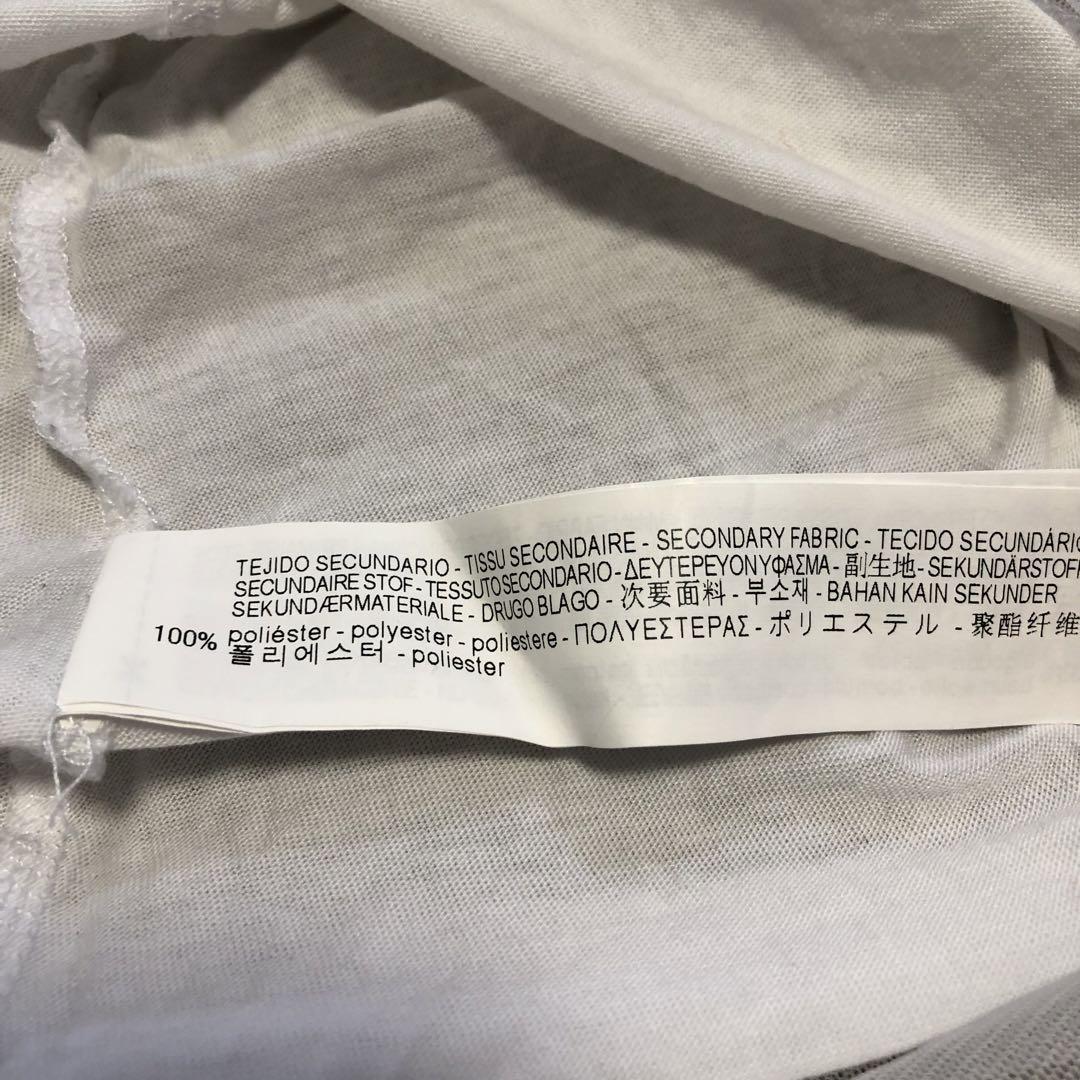 TEJIDO SECUNDARIO - TISSU SECONDAIRE - SECONDARY FABRIC - TECIDO SECUNDÁRIO
SECUNDAIRE STOF - TESSUTO SECONDARIO - ΔΕΥΤΕΡΕΥΟΝ ΥΦΑΣΜΑ - 副生地 - SEKUNDÄRSTOFF
SEKUNDÆRMATERIALE - DRUGO BLAGO - 次要面料 - 부소재 - BAHAN KAIN SEKUNDER
100% poliéster - polyester - poliestere - ΠΟΛΥΕΣΤΕΡΑΣ - ポリエステル - 聚酯纤维
폴리에스터 - poliester